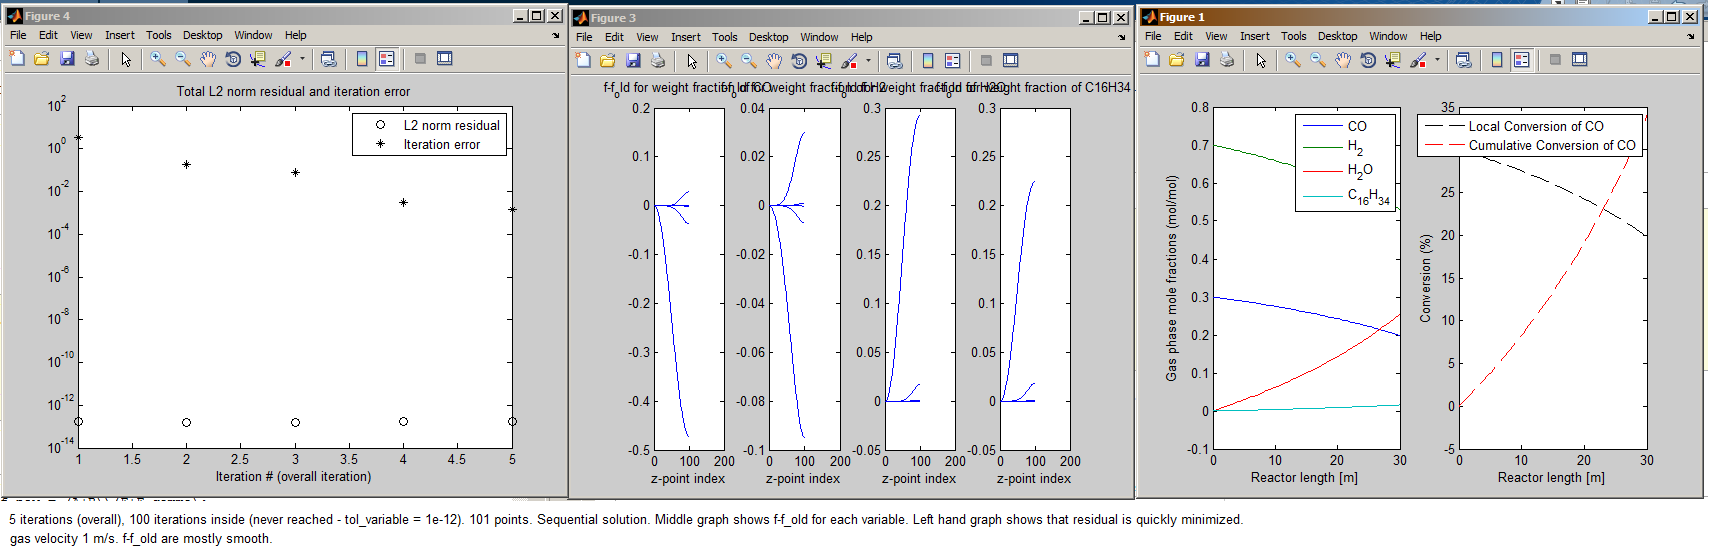 Figure 4
File Edit View Insert Tools Desktop Window Help
Total L2 norm residual and iteration error
10^2
10^0
10^-2
10^-4
10^-6
10^-8
10^-10
10^-12
10^-14
L2 norm residual
Iteration error
1 1.5 2 2.5 3 3.5 4 4.5 5
Iteration # (overall iteration)
Figure 3
File Edit View Insert Tools Desktop Window Help
f-f_old for weight fraction of CO
f-f_old for weight fraction of H2
f-f_old for weight fraction of H2O
f-f_old for weight fraction of C16H34
0.2
0.1
0
-0.1
-0.2
-0.3
-0.4
-0.5
0 100 200
z-point index
0.04
0.02
0
-0.02
-0.04
-0.06
-0.08
-0.1
0 100 200
z-point index
0.3
0.25
0.2
0.15
0.1
0.05
0
-0.05
0 100 200
z-point index
0.3
0.25
0.2
0.15
0.1
0.05
0
-0.05
0 100 200
z-point index
Figure 1
File Edit View Insert Tools Desktop Window Help
Gas phase mole fractions (mol/mol)
0.8
0.7
0.6
0.5
0.4
0.3
0.2
0.1
0
-0.1
CO
H2
H2O
C16H34
0 10 20 30
Reactor length [m]
Conversion (%)
35
30
25
20
15
10
5
0
-5
Local Conversion of CO
Cumulative Conversion of CO
0 10 20 30
Reactor length [m]
5 iterations (overall), 100 iterations inside (never reached - tol_variable = 1e-12). 101 points. Sequential solution. Middle graph shows f-f_old for each variable. Left hand graph shows that residual is quickly minimized.
gas velocity 1 m/s. f-f_old are mostly smooth.